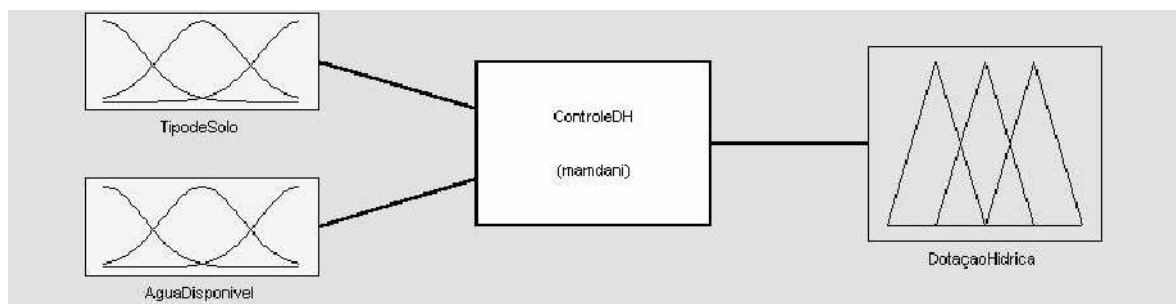 TipodeSolo
ControleDH
(mamdani)
AguaDisponivel
DotaçaoHidrica